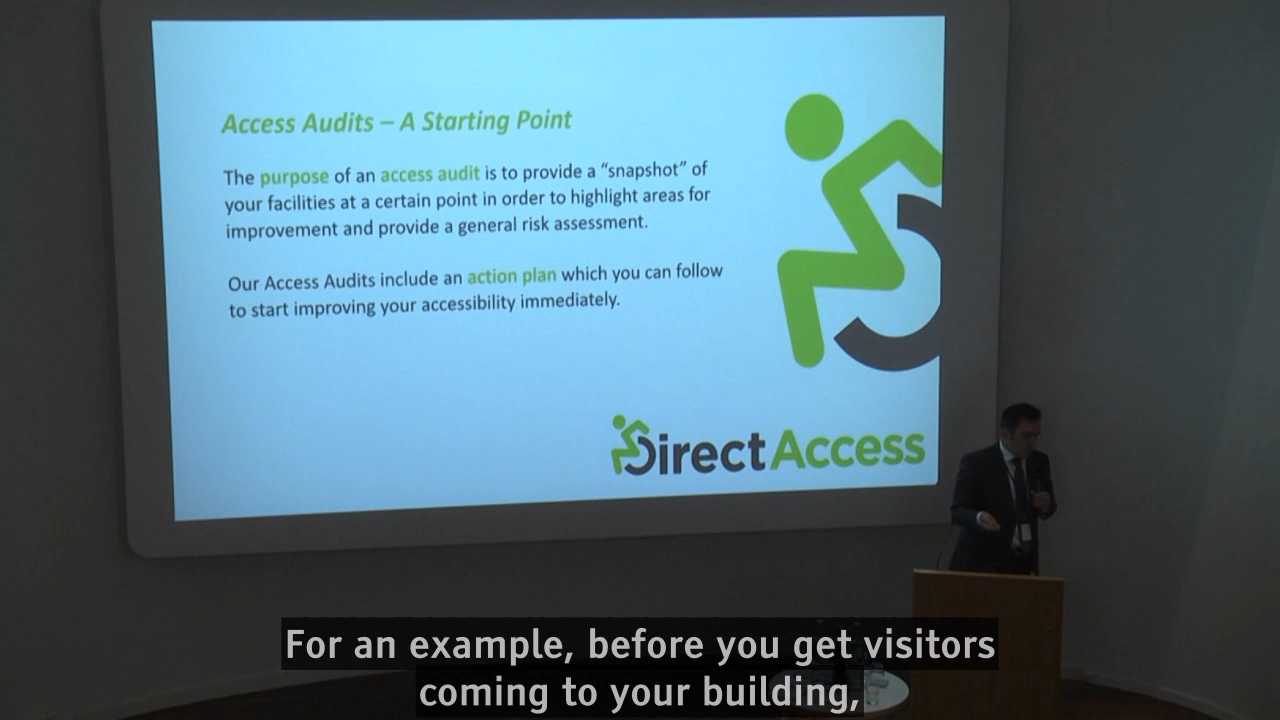 Access Audits – A Starting Point
The purpose of an access audit is to provide a “snapshot” of
your facilities at a certain point in order to highlight areas for
improvement and provide a general risk assessment.
Our Access Audits include an action plan which you can follow
to start improving your accessibility immediately.
DirectAccess
For an example, before you get visitors
coming to your building,